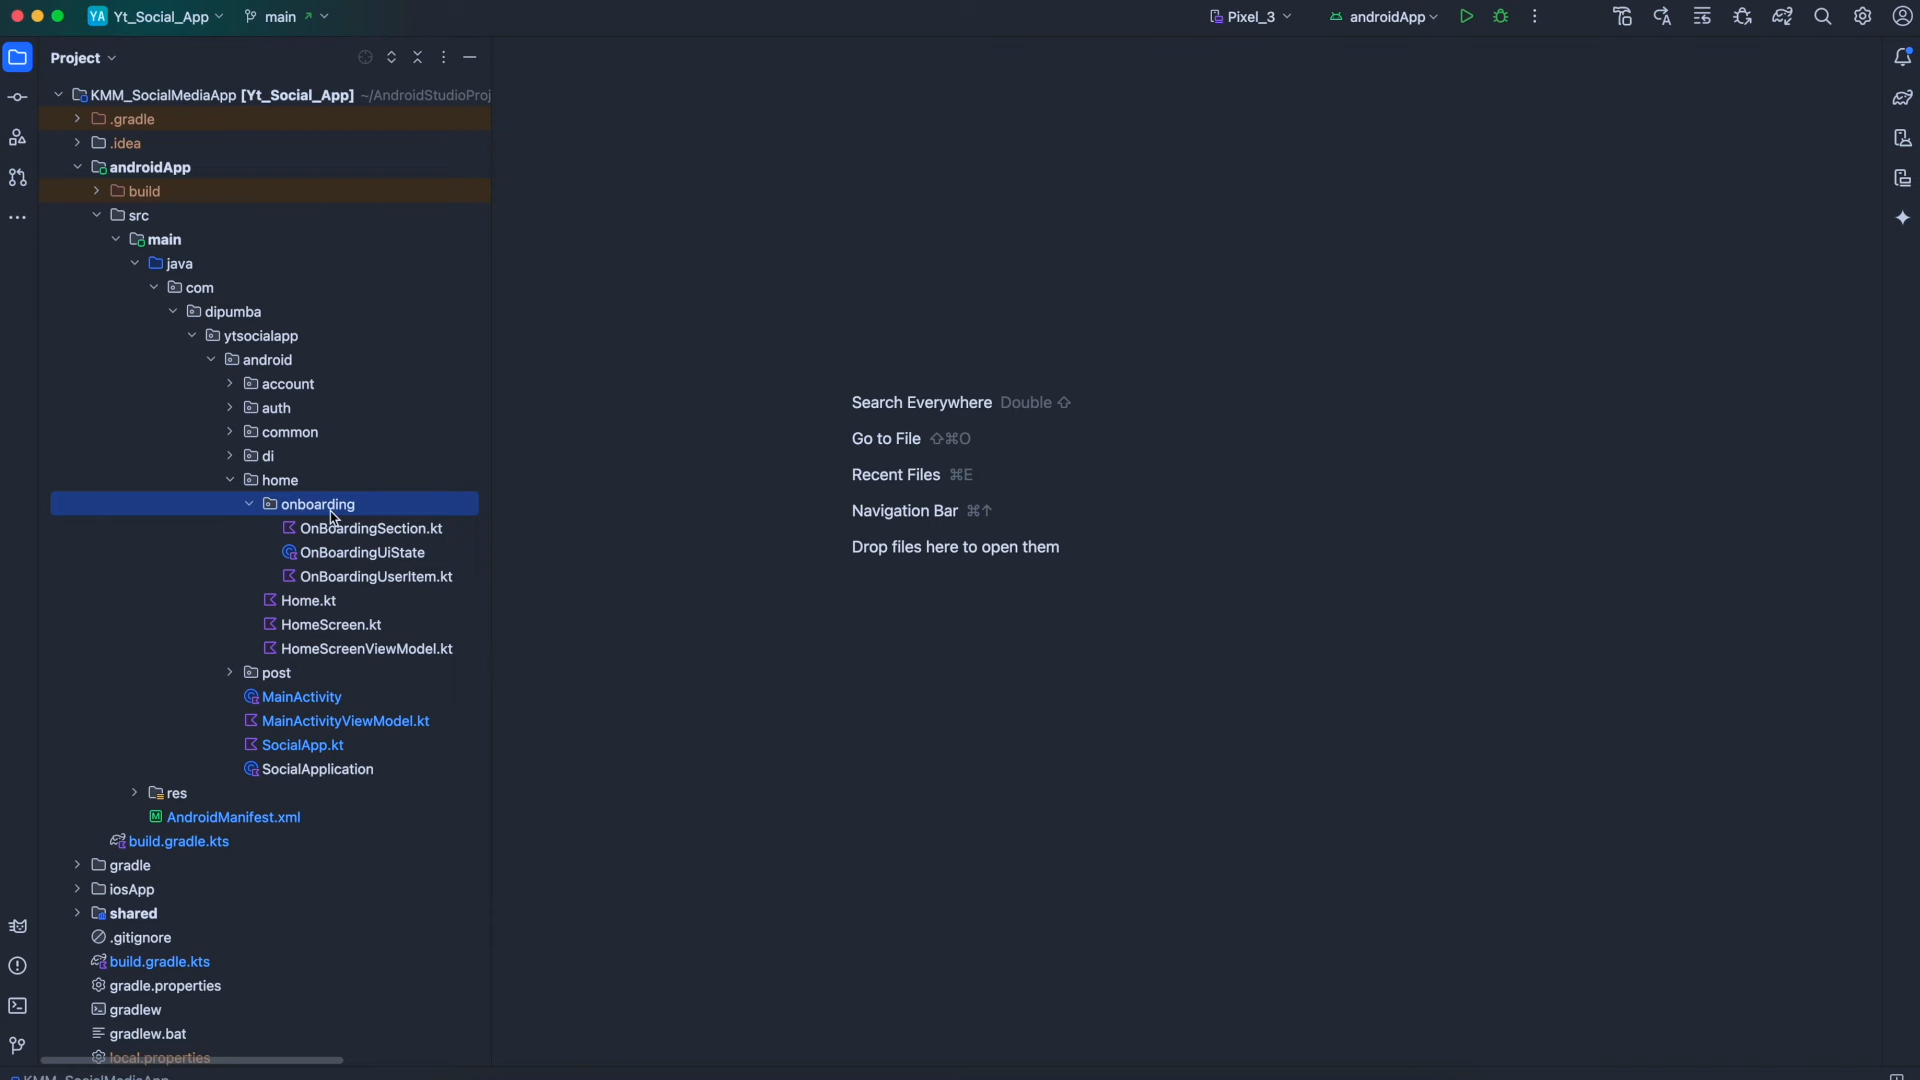 YA Yt_Social_App main Pixel_3 androidApp
Project
KMM_SocialMediaApp [Yt_Social_App] ~/AndroidStudioProj
.gradle
.idea
androidApp
build
src
main
java
com
dipumba
ytsocialapp
android
account
auth
common
di
home
onboarding
OnBoardingSection.kt
OnBoardingUiState
OnBoardingUserItem.kt
Home.kt
HomeScreen.kt
HomeScreenViewModel.kt
post
MainActivity
MainActivityViewModel.kt
SocialApp.kt
SocialApplication
res
AndroidManifest.xml
build.gradle.kts
gradle
iosApp
shared
.gitignore
build.gradle.kts
gradle.properties
gradlew
gradlew.bat
local.properties
KMM_SocialMediaApp
Search Everywhere Double ⇧
Go to File ⇧⌘O
Recent Files ⌘E
Navigation Bar ⌘↑
Drop files here to open them